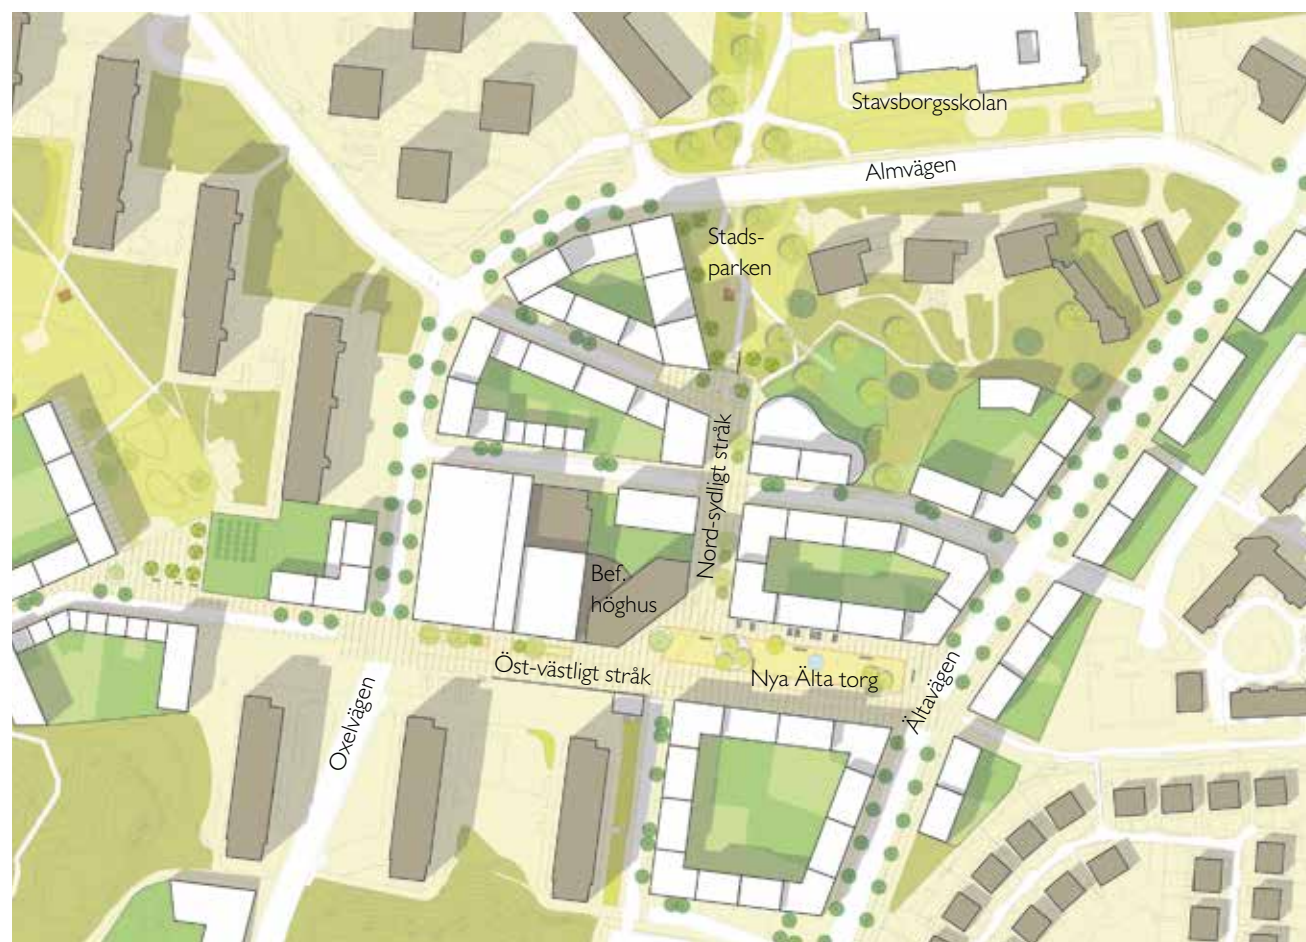 Stavsborgsskolan
Almvägen
Stads-
parken
Nord-sydligt stråk
Bef.
höghus
Öst-västligt stråk
Nya Älta torg
Oxelvägen
Ältavägen